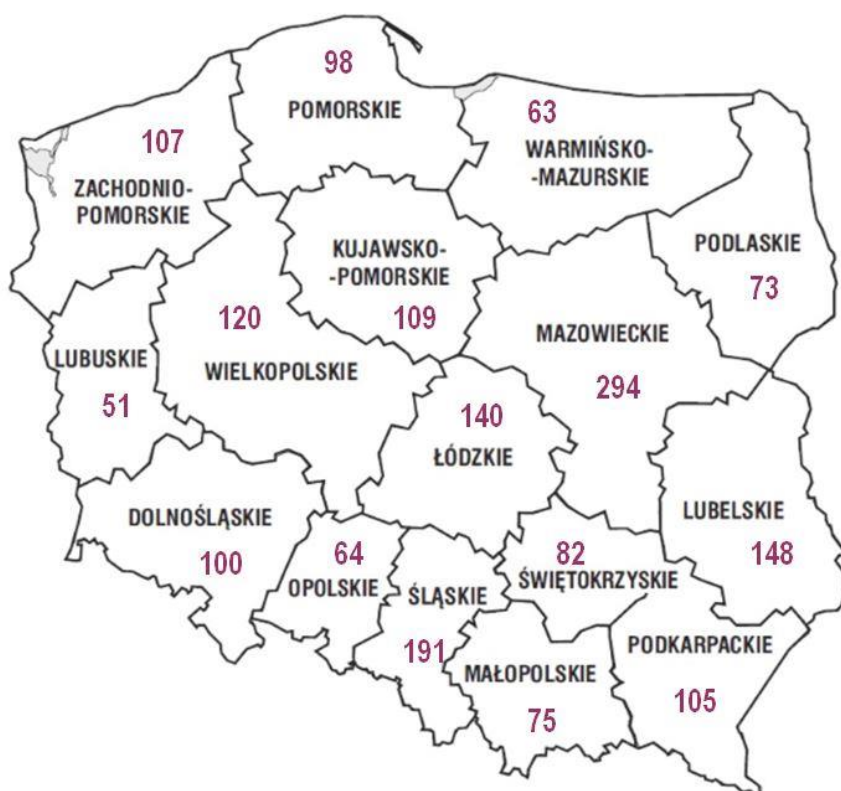 98
POMORSKIE
63
WARMIŃSKO-
-MAZURSKIE
107
ZACHODNIO-
POMORSKIE
KUJAWSKO-
-POMORSKIE
109
PODLASKIE
73
120
WIELKOPOLSKIE
MAZOWIECKIE
294
LUBUSKIE
51
140
ŁÓDZKIE
DOLNOŚLĄSKIE
100
LUBELSKIE
148
64
OPOLSKIE
ŚLĄSKIE
191
82
ŚWIĘTOKRZYSKIE
MAŁOPOLSKIE
75
PODKARPACKIE
105